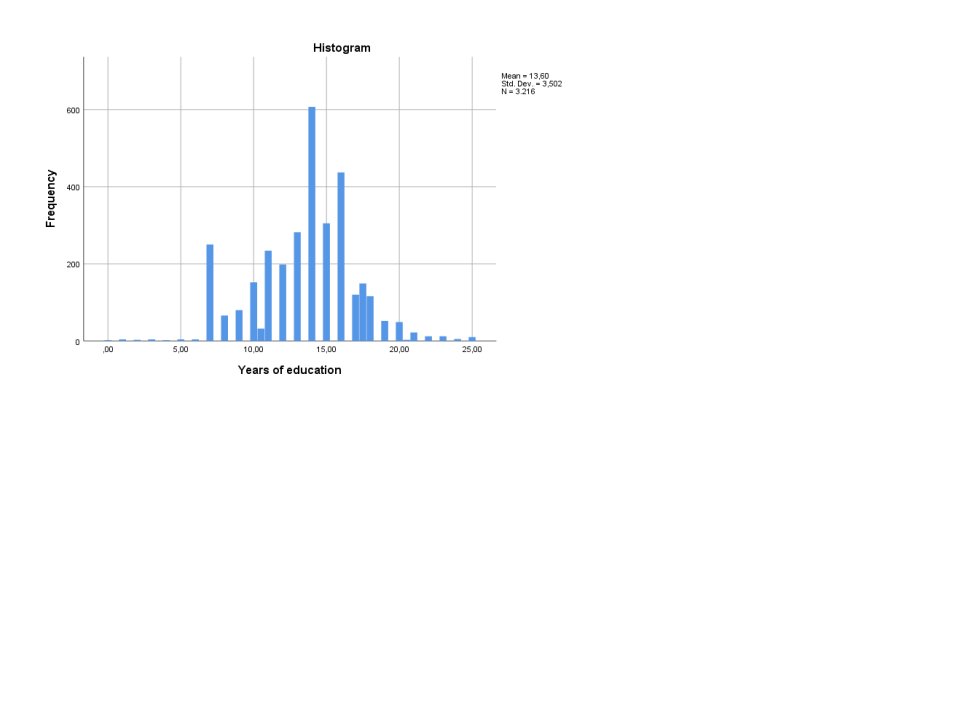 Histogram
Mean = 13,60
Std. Dev. = 3,502
N = 3.216
600
400
200
0
Frequency
,00
5,00
10,00
15,00
20,00
25,00
Years of education